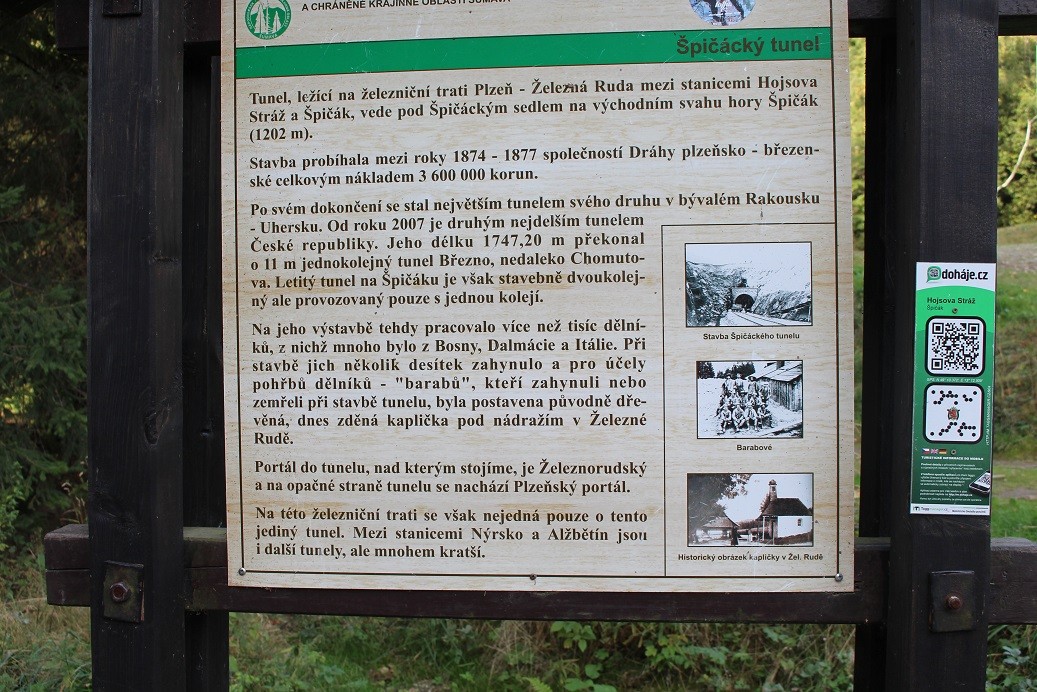 A CHRÁNĚNÉ KRAJINNÉ OBLASTI ŠUMAVA
Špičácký tunel
Tunel, ležící na železniční trati Plzeň - Železná Ruda mezi stanicemi Hojsova
Stráž a Špičák, vede pod Špičáckým sedlem na východním svahu hory Špičák
(1202 m).
Stavba probíhala mezi roky 1874 - 1877 společností Dráhy plzeňsko - březen-
ské celkovým nákladem 3 600 000 korun.
Po svém dokončení se stal největším tunelem svého druhu v bývalém Rakousku
- Uhersku. Od roku 2007 je druhým nejdelším tunelem
České republiky. Jeho délku 1747,20 m překonal
o 11 m jednokolejný tunel Březno, nedaleko Chomuto-
va. Letitý tunel na Špičáku je však stavebně dvoukolej-
ný ale provozovaný pouze s jednou kolejí.
Na jeho výstavbě tehdy pracovalo více než tisíc dělní-
ků, z nichž mnoho bylo z Bosny, Dalmácie a Itálie. Při
stavbě jich několik desítek zahynulo a pro účely
pohřbů dělníků - "barabů", kteří zahynuli nebo
zemřeli při stavbě tunelu, byla postavena původně dře-
věná, dnes zděná kaplička pod nádražím v Železné
Rudě.
Portál do tunelu, nad kterým stojíme, je Železnorudský
a na opačné straně tunelu se nachází Plzeňský portál.
Na této železniční trati se však nejedná pouze o tento
jediný tunel. Mezi stanicemi Nýrsko a Alžbětín jsou
i další tunely, ale mnohem kratší.
Stavba Špičáckého tunelu
Barabové
Historický obrázek kapličky v Žel. Rudě
doháje.cz
Hojsova Stráž
Špičák